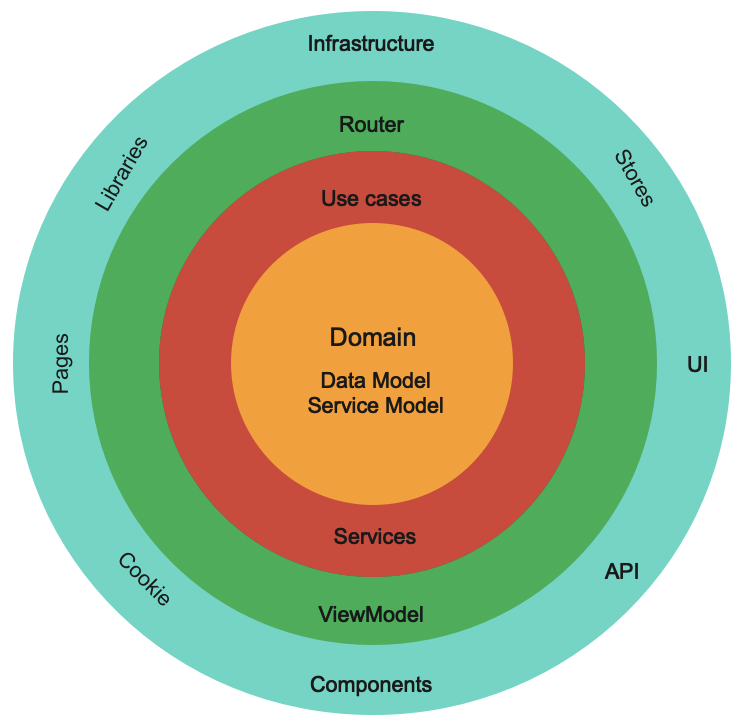 Infrastructure
Router
Libraries
Stores
Use cases
Domain
Pages
UI
Data Model
Service Model
Services
Cookie
API
ViewModel
Components